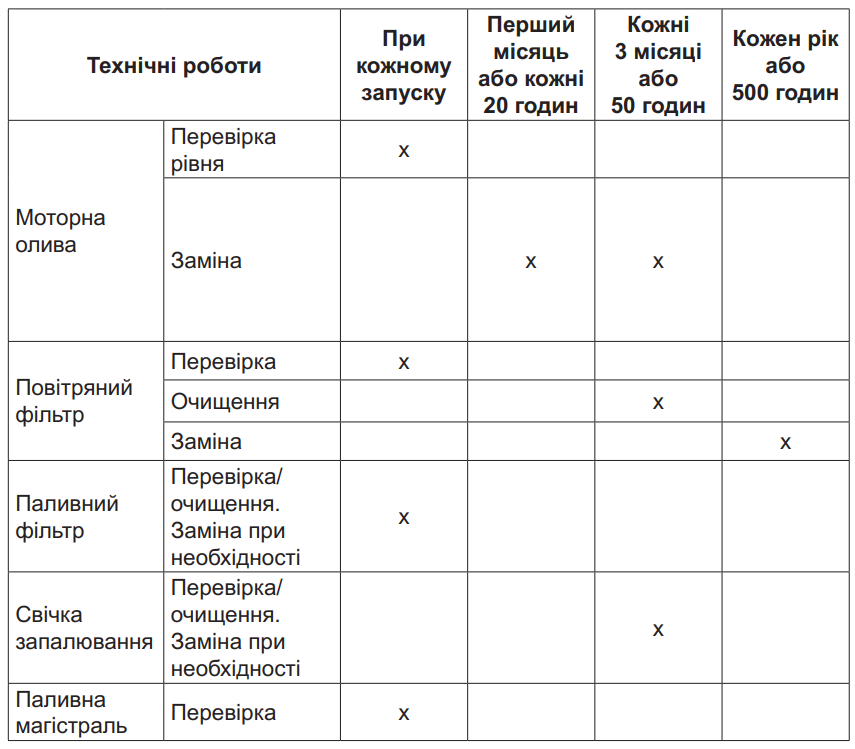 Технічні роботи
При
кожному
запуску
Перший
місяць
або кожні
20 годин
Кожні
3 місяці
або
50 годин
Кожен рік
або
500 годин
Моторна
олива
Перевірка
рівня
х
Заміна
х
х
Повітряний
фільтр
Перевірка
х
Очищення
х
Заміна
х
Паливний
фільтр
Перевірка/
очищення.
Заміна при
необхідності
х
Свічка
запалювання
Перевірка/
очищення.
Заміна при
необхідності
х
Паливна
магістраль
Перевірка
х